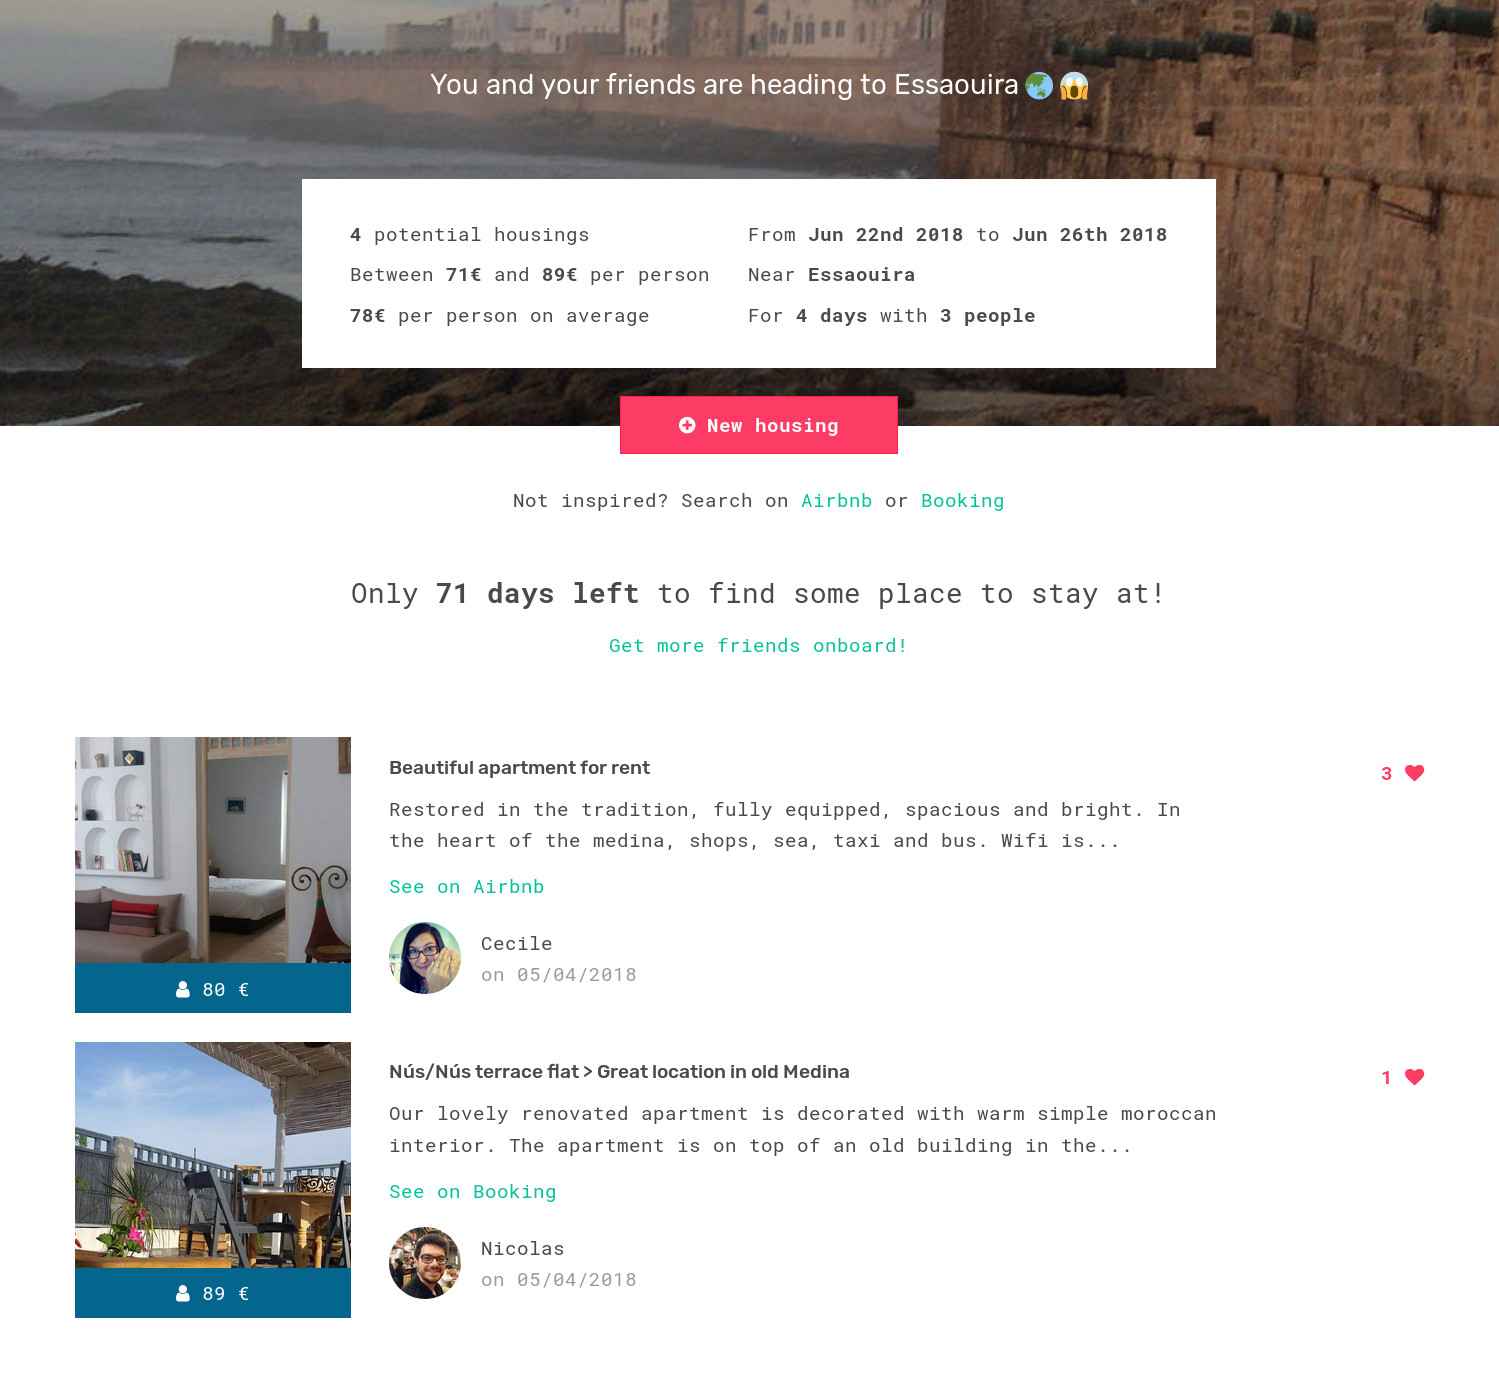 You and your friends are heading to Essaouira 🌏 😱
4 potential housings
Between 71€ and 89€ per person
78€ per person on average
From Jun 22nd 2018 to Jun 26th 2018
Near Essaouira
For 4 days with 3 people
New housing
Not inspired? Search on Airbnb or Booking
Only 71 days left to find some place to stay at!
Get more friends onboard!
80 €
Beautiful apartment for rent
Restored in the tradition, fully equipped, spacious and bright. In
the heart of the medina, shops, sea, taxi and bus. Wifi is...
See on Airbnb
Cecile
on 05/04/2018
3
89 €
Nús/Nús terrace flat > Great location in old Medina
Our lovely renovated apartment is decorated with warm simple moroccan
interior. The apartment is on top of an old building in the...
See on Booking
Nicolas
on 05/04/2018
1